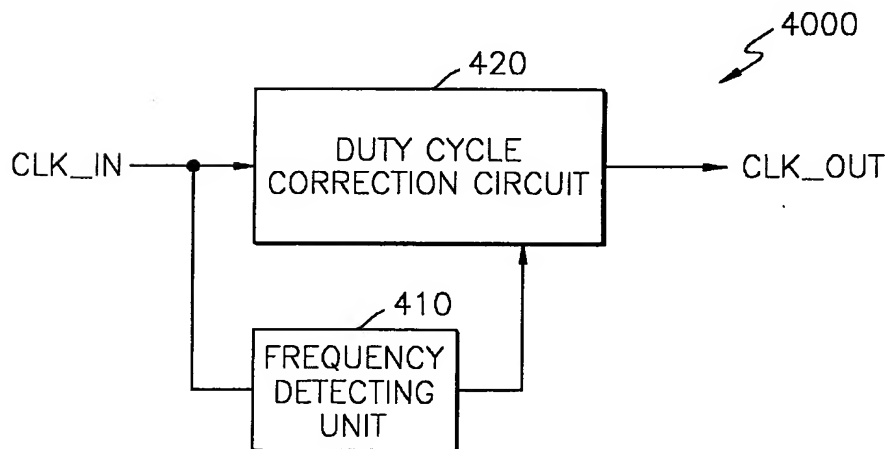 4000
420
CLK_IN
DUTY CYCLE
CORRECTION CIRCUIT
CLK_OUT
410
FREQUENCY
DETECTING
UNIT